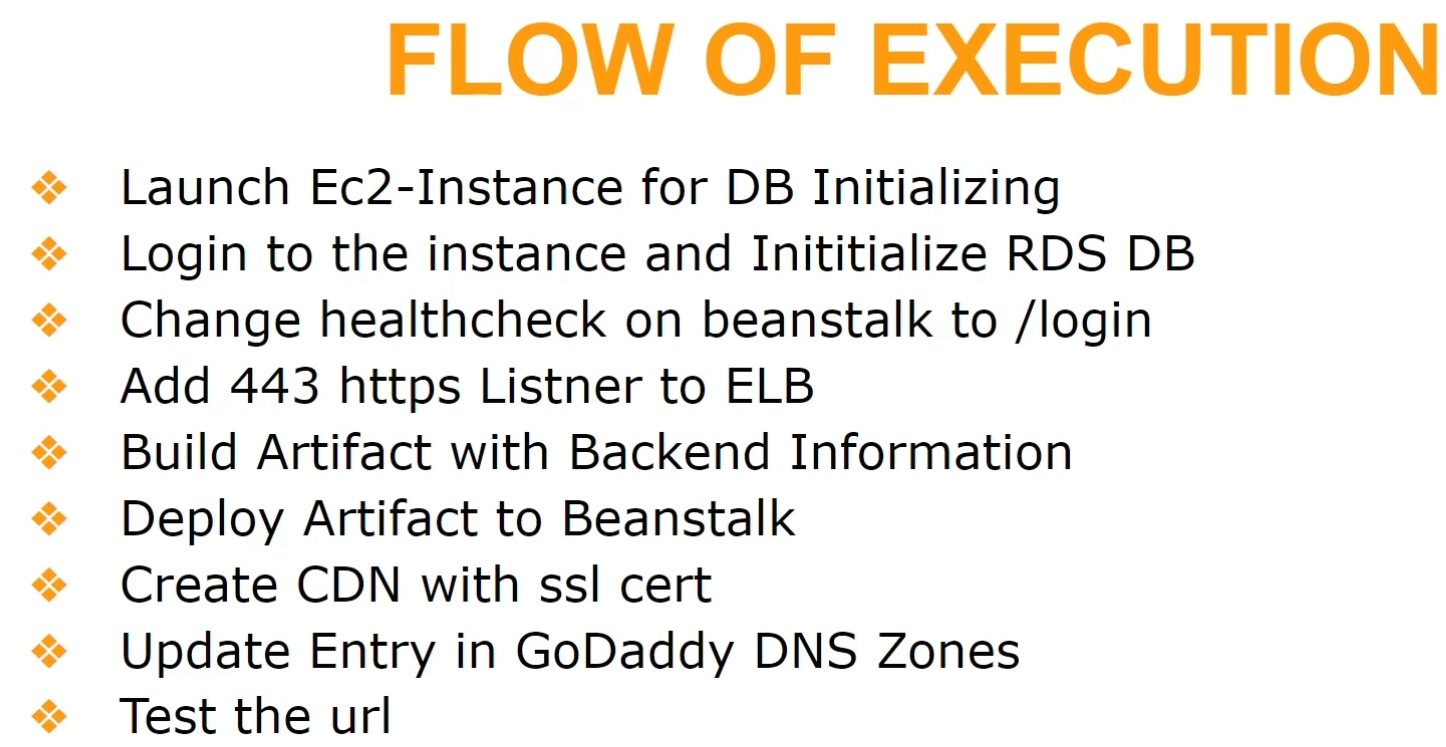 FLOW OF EXECUTION
Launch Ec2-Instance for DB Initializing
Login to the instance and Inititialize RDS DB
Change healthcheck on beanstalk to /login
Add 443 https Listner to ELB
Build Artifact with Backend Information
Deploy Artifact to Beanstalk
Create CDN with ssl cert
Update Entry in GoDaddy DNS Zones
Test the url